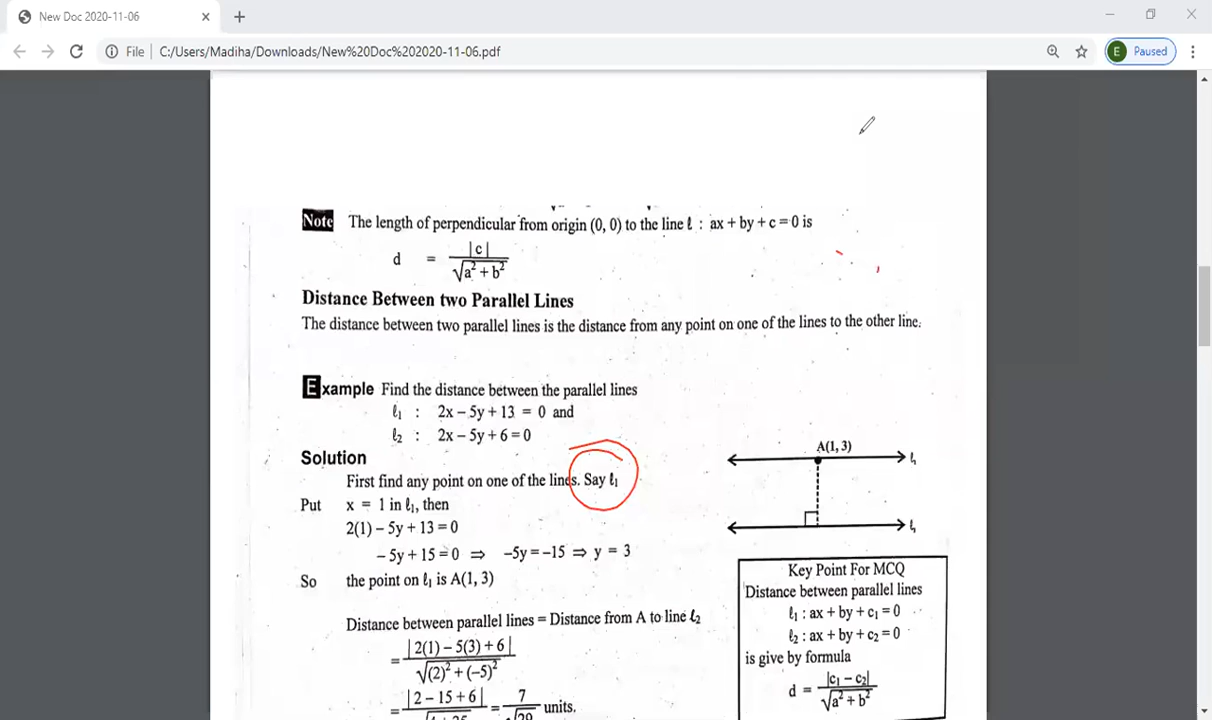 New Doc 2020-11-06
File | C:/Users/Madiha/Downloads/New%20Doc%202020-11-06.pdf
E Paused
Note The length of perpendicular from origin (0, 0) to the line ℓ : ax + by + c = 0 is
d = |c| / √a² + b²
Distance Between two Parallel Lines
The distance between two parallel lines is the distance from any point on one of the lines to the other line.
Example Find the distance between the parallel lines
ℓ₁ : 2x – 5y + 13 = 0 and
ℓ₂ : 2x – 5y + 6 = 0
Solution
First find any point on one of the lines. Say ℓ₁
Put x = 1 in ℓ₁, then
2(1) – 5y + 13 = 0
– 5y + 15 = 0 ⇒ –5y = –15 ⇒ y = 3
So the point on ℓ₁ is A(1, 3)
Distance between parallel lines = Distance from A to line ℓ₂
= |2(1) – 5(3) + 6| / √(2)² + (–5)²
= |2 – 15 + 6| / = 7 / √29 units.
A(1, 3)
ℓ₁
Key Point For MCQ
Distance between parallel lines
ℓ₁ : ax + by + c₁ = 0
ℓ₂ : ax + by + c₂ = 0
is give by formula
d = |c₁ – c₂| / √a² + b²